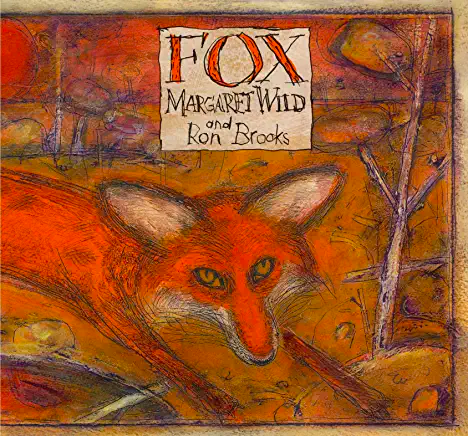 FOX
MARGARET WILD
and
Ron Brooks